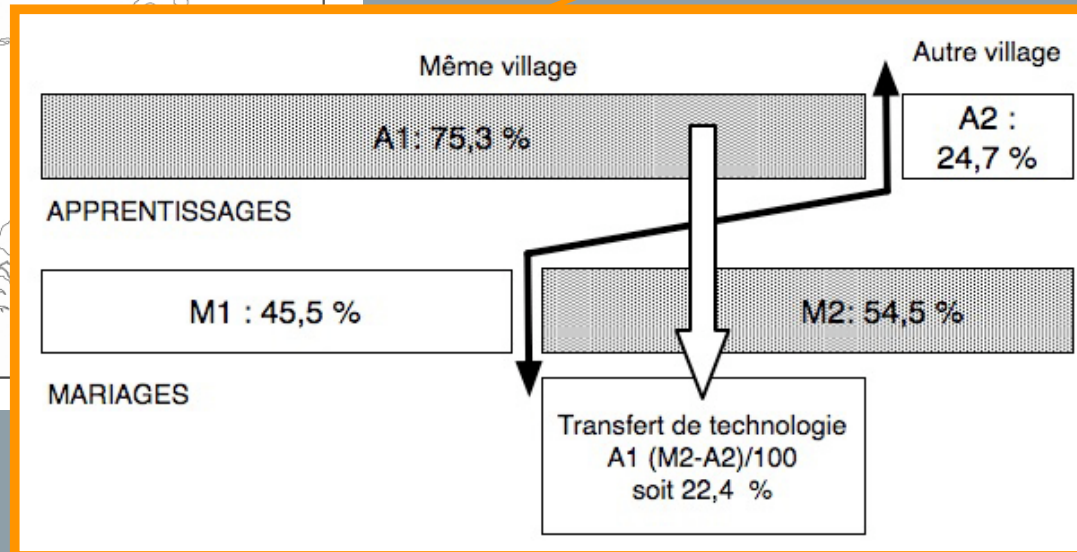 Même village
Autre village
A1: 75,3 %
A2 :
24,7 %
APPRENTISSAGES
M1 : 45,5 %
M2: 54,5 %
MARIAGES
Transfert de technologie
A1 (M2-A2)/100
soit 22,4 %